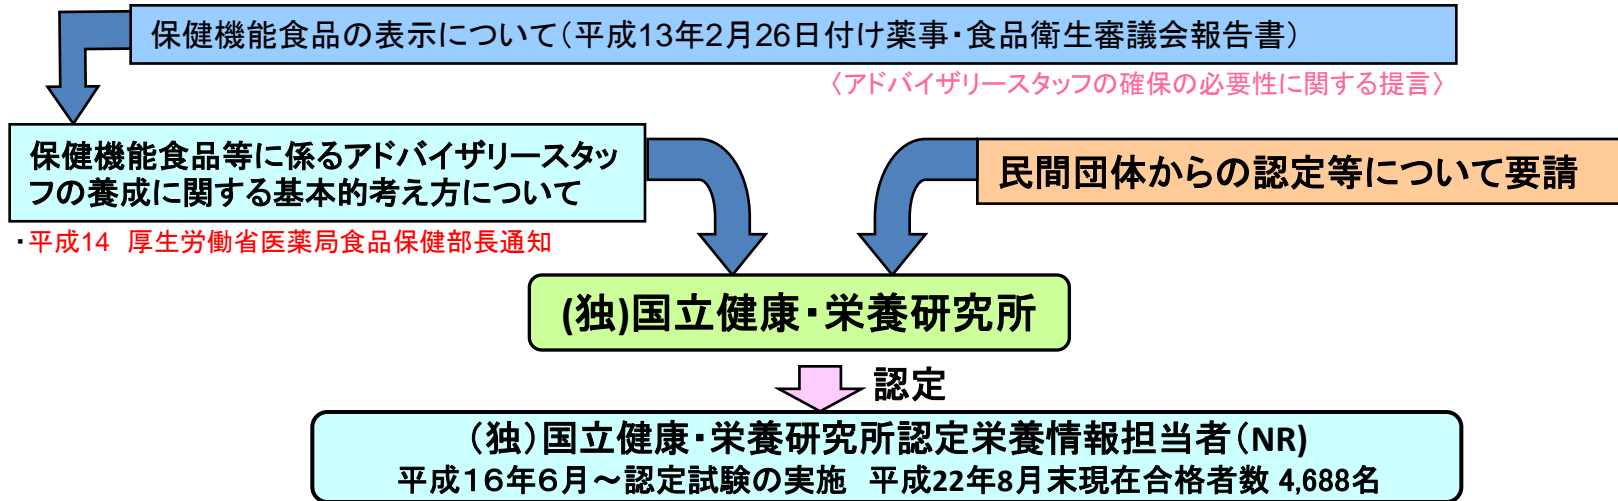 保健機能食品の表示について(平成13年2月26日付け薬事・食品衛生審議会報告書)
〈アドバイザリースタッフの確保の必要性に関する提言〉
保健機能食品等に係るアドバイザリースタッ
フの養成に関する基本的考え方について
民間団体からの認定等について要請
・平成14　厚生労働省医薬局食品保健部長通知
(独)国立健康・栄養研究所
認定
(独)国立健康・栄養研究所認定栄養情報担当者(NR)
平成16年6月～認定試験の実施　平成22年8月末現在合格者数 4,688名